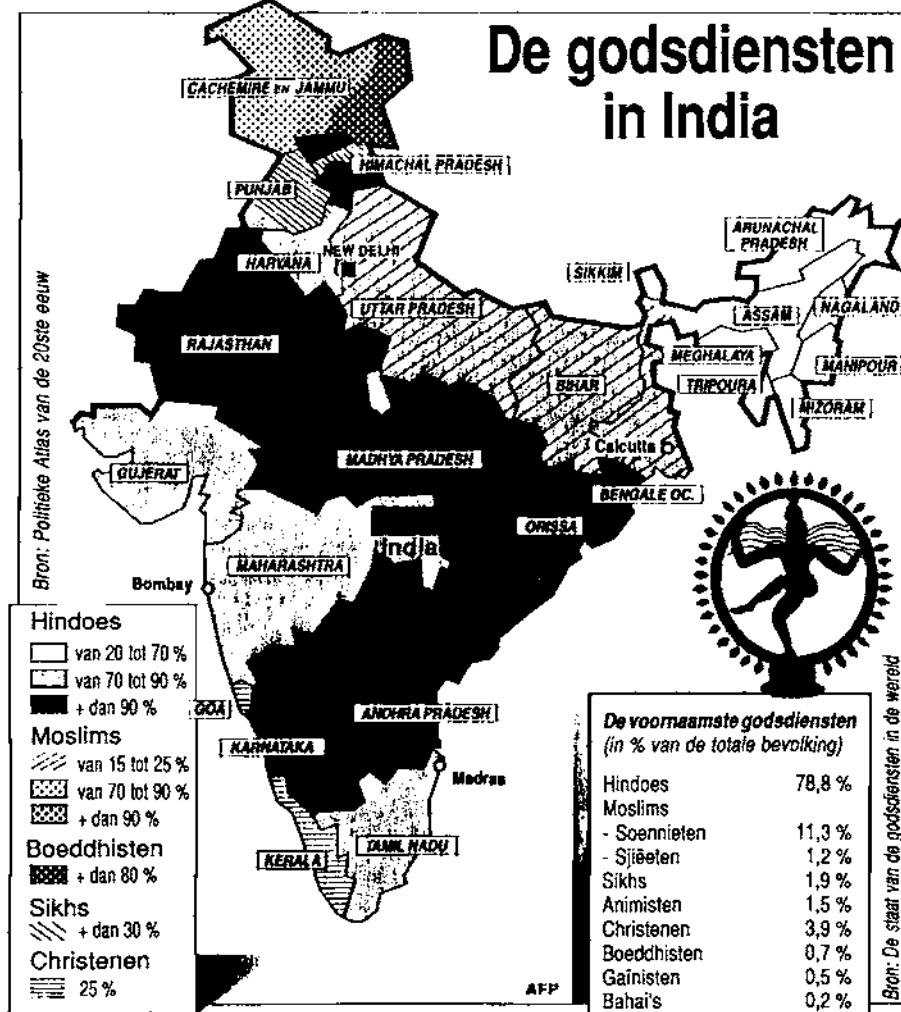 De godsdiensten
in India
CACHEMIRE EN JAMMU
HIMACHAL PRADESH
PUNJAB
ARUNACHAL
PRADESH
NEW DELHI
HARYANA
SIKKIM
UTTAR PRADESH
ASSAM
NAGALAND
RAJASTHAN
MEGHALAYA
MANIPOUR
BIHAR
TRIPOURA
MIZORAM
Calcutta
MADHYA PRADESH
GUJERAT
BENGALE OC.
ORISSA
India
MAHARASHTRA
Bombay
GOA
ANDHRA PRADESH
KARNATAKA
Madras
TAMIL NADU
KERALA
Bron: Politieke Atlas van de 20ste eeuw
Hindoes
van 20 tot 70 %
van 70 tot 90 %
+ dan 90 %
Moslims
van 15 tot 25 %
van 70 tot 90 %
+ dan 90 %
Boeddhisten
+ dan 80 %
Sikhs
+ dan 30 %
Christenen
25 %
AFP
De voornaamste godsdiensten
(in % van de totale bevolking)
Hindoes 78,8 %
Moslims
- Soennieten 11,3 %
- Sjiëeten 1,2 %
Sikhs 1,9 %
Animisten 1,5 %
Christenen 3,9 %
Boeddhisten 0,7 %
Gaïnisten 0,5 %
Bahai's 0,2 %
Bron: De staat van de godsdiensten in de wereld